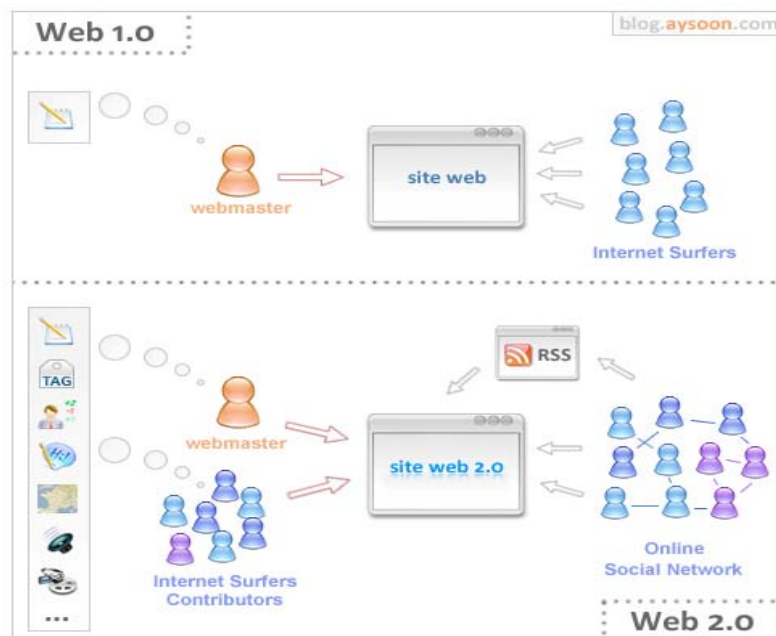 Web 1.0
blog.aysoon.com
webmaster
site web
Internet Surfers
TAG
RSS
webmaster
site web 2.0
Internet Surfers
Contributors
Online
Social Network
...
Web 2.0